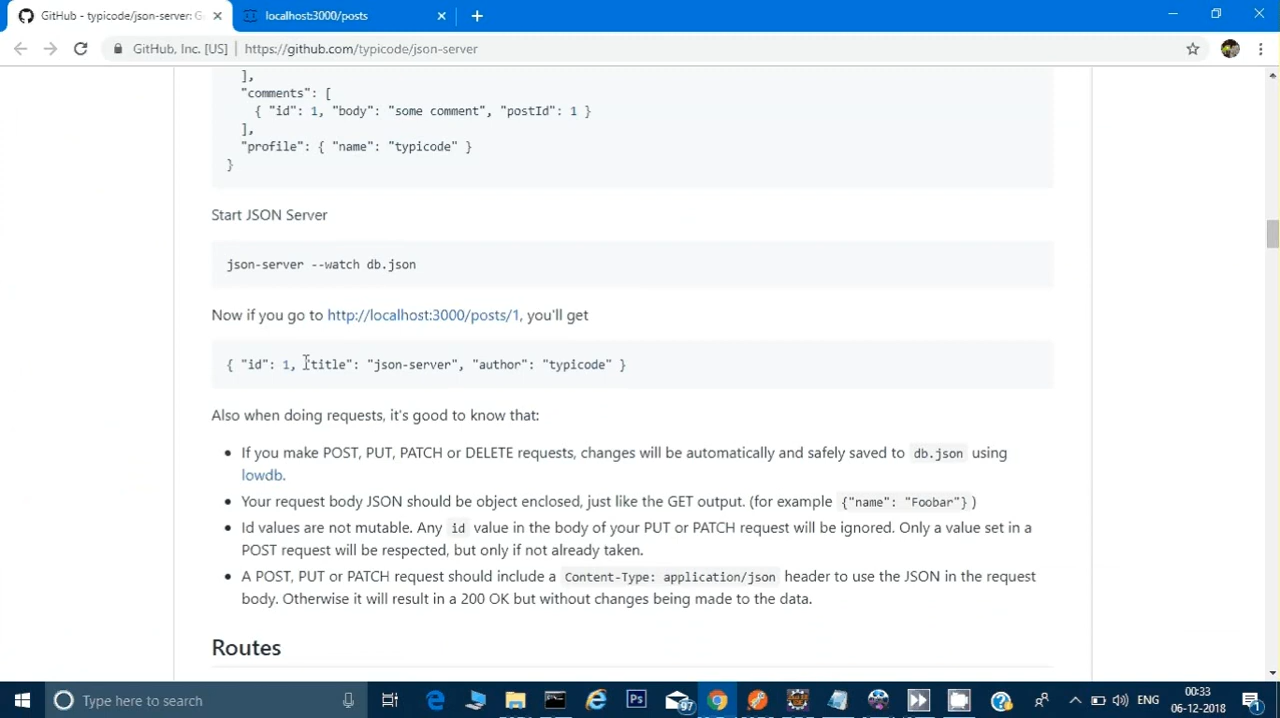 GitHub - typicode/json-server: G
localhost:3000/posts
GitHub, Inc. [US]
https://github.com/typicode/json-server
],
"comments": [
{ "id": 1, "body": "some comment", "postId": 1 }
],
"profile": { "name": "typicode" }
}
Start JSON Server
json-server --watch db.json
Now if you go to http://localhost:3000/posts/1, you'll get
{ "id": 1, "title": "json-server", "author": "typicode" }
Also when doing requests, it's good to know that:
• If you make POST, PUT, PATCH or DELETE requests, changes will be automatically and safely saved to db.json using
lowdb.
• Your request body JSON should be object enclosed, just like the GET output. (for example {"name": "Foobar"})
• Id values are not mutable. Any id value in the body of your PUT or PATCH request will be ignored. Only a value set in a
POST request will be respected, but only if not already taken.
• A POST, PUT or PATCH request should include a Content-Type: application/json header to use the JSON in the request
body. Otherwise it will result in a 200 OK but without changes being made to the data.
Routes
Type here to search
97
Ps
ENG
00:33
06-12-2018
1